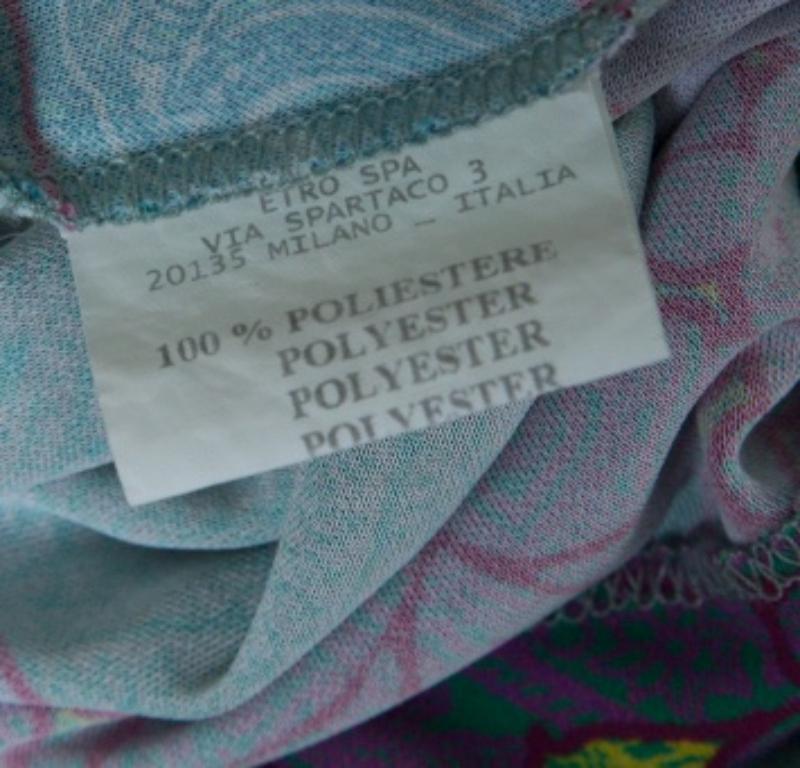 ETRO SPA
VIA SPARTACO 3
20135 MILANO – ITALIA
100 % POLIESTERE
POLYESTER
POLYESTER
POLYESTER